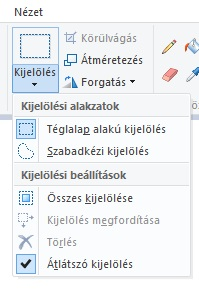 Nézet
Kijelölés
Körülvágás
Átméretezés
Forgatás
Kijelölési alakzatok
Téglalap alakú kijelölés
Szabadkézi kijelölés
Kijelölési beállítások
Összes kijelölése
Kijelölés megfordítása
Törlés
Átlátszó kijelölés